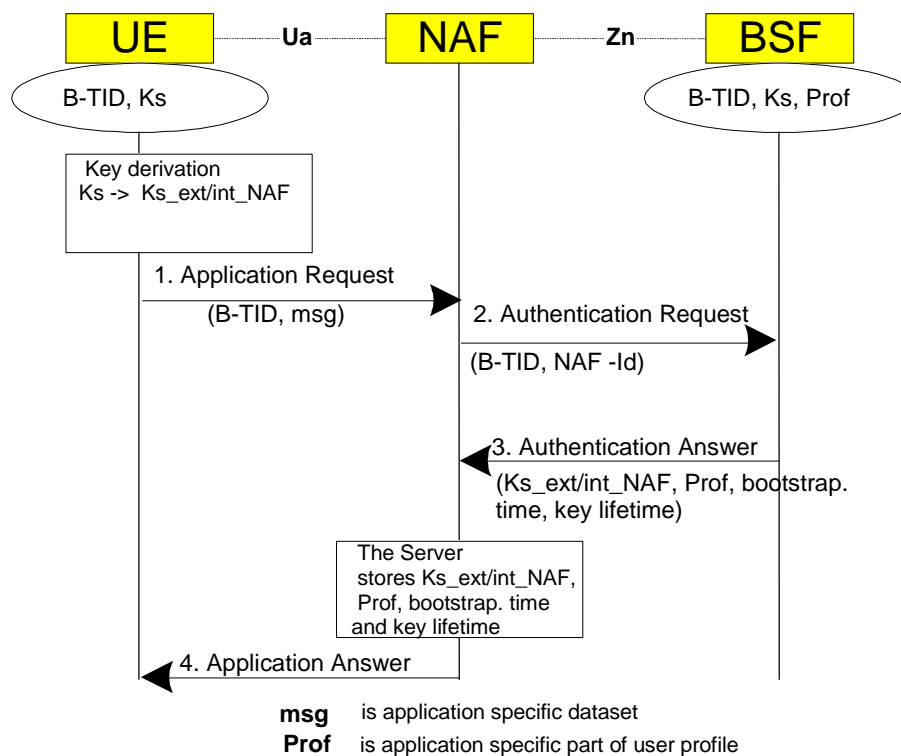 UE Ua NAF Zn BSF
B-TID, Ks
B-TID, Ks, Prof
Key derivation
Ks -> Ks_ext/int_NAF
1. Application Request
(B-TID, msg)
2. Authentication Request
(B-TID, NAF -Id)
3. Authentication Answer
(Ks_ext/int_NAF, Prof, bootstrap.
time, key lifetime)
The Server
stores Ks_ext/int_NAF,
Prof, bootstrap. time
and key lifetime
4. Application Answer
msg is application specific dataset
Prof is application specific part of user profile